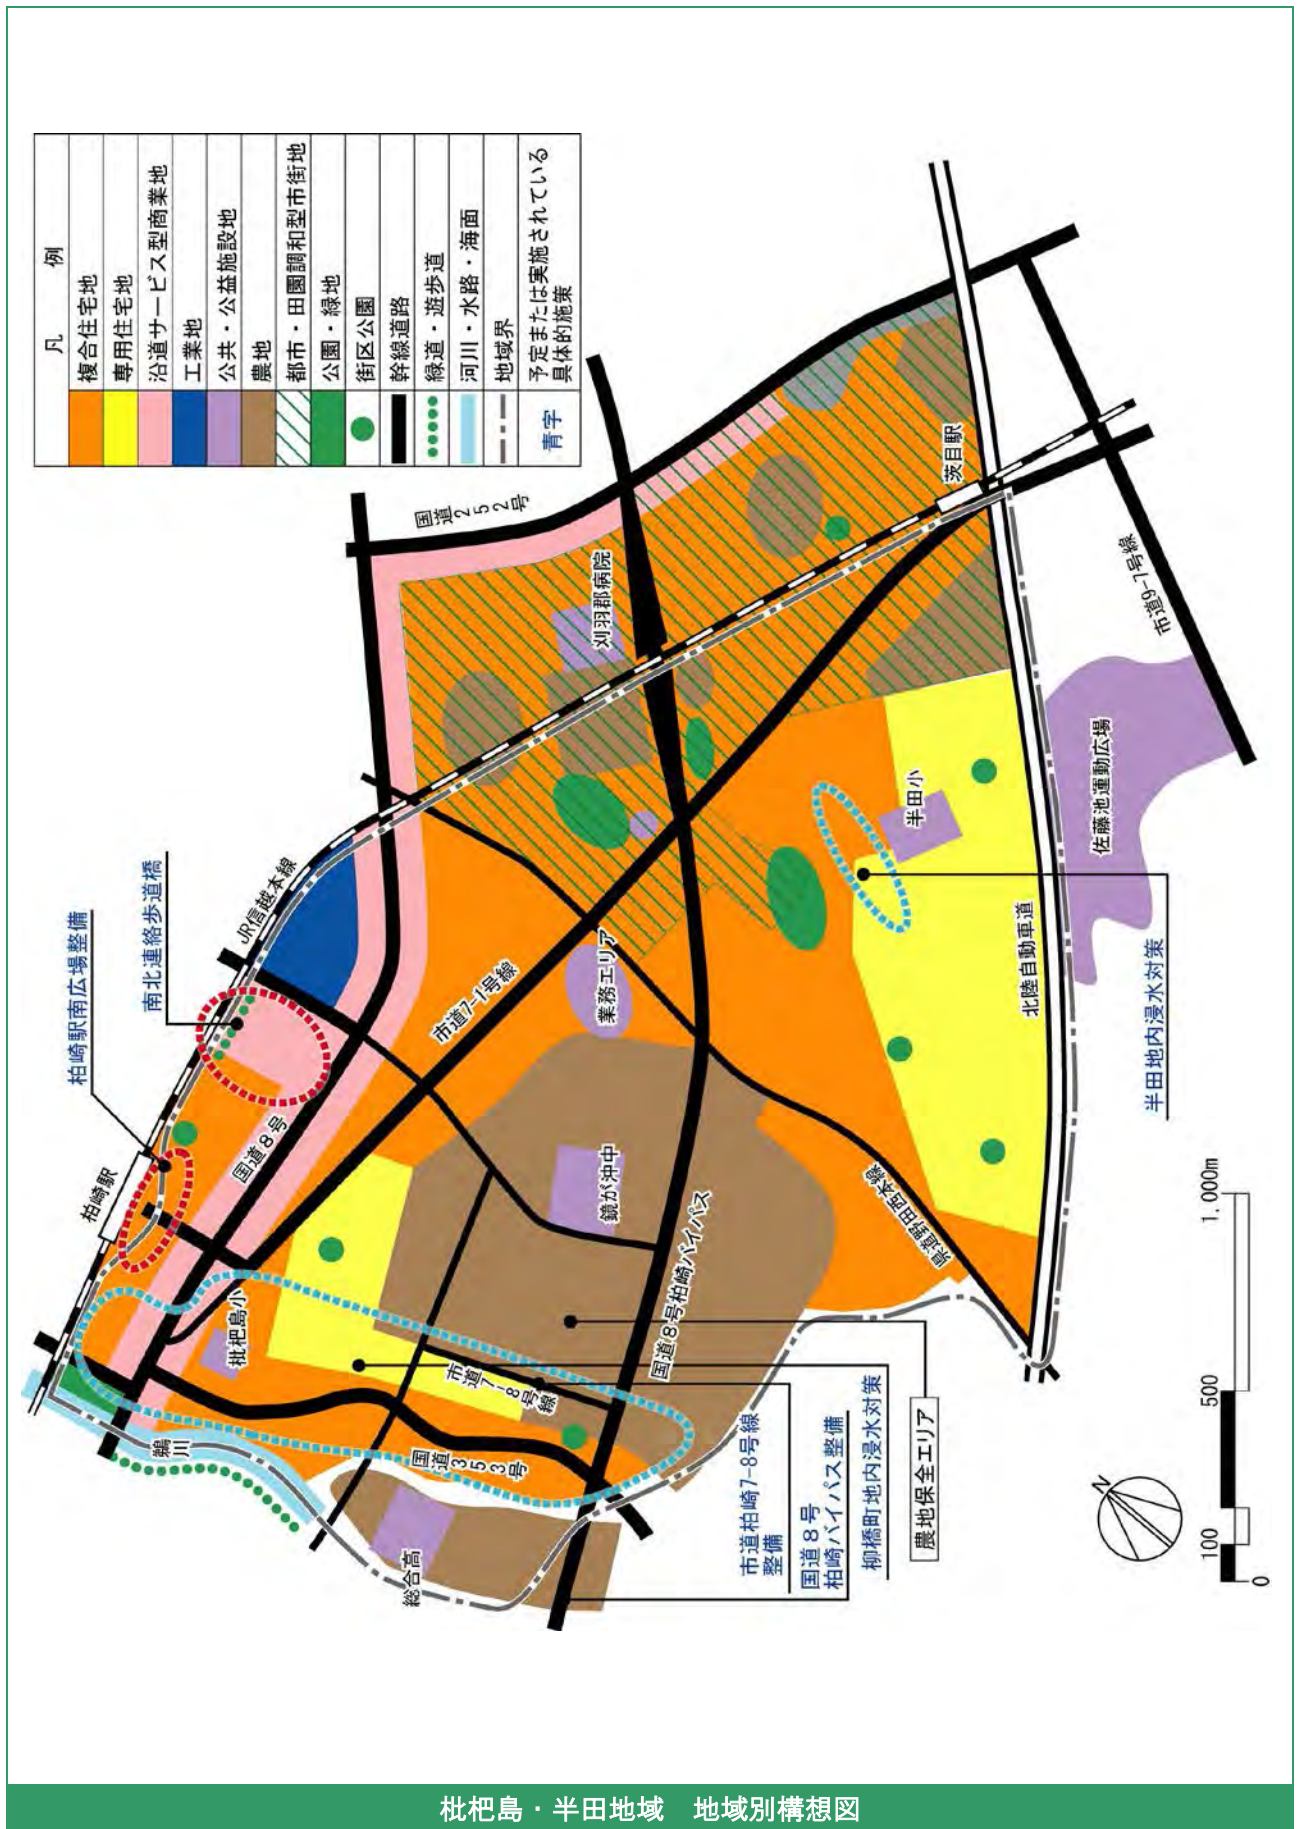 凡例
複合住宅地
専用住宅地
沿道サービス型商業地
工業地
公共・公益施設地
農地
都市・田園調和型市街地
公園・緑地
街区公園
幹線道路
緑道・遊歩道
河川・水路・海面
地域界
青字
予定または実施されている
具体的施策
国道252号
刈羽郡病院
茨目駅
市道9-7号線
佐藤池運動広場
半田小
北陸自動車道
半田地内浸水対策
JR信越本線
南北連絡歩道橋
柏崎駅南広場整備
市道7-1号線
業務エリア
柏崎駅
国道8号
鏡が沖中
国道8号柏崎バイパス
県道野田西本線
枇杷島小
市道7-8号線
国道353号
鵜川
総合高
市道柏崎7-8号線
整備
国道8号
柏崎バイパス整備
柳橋町地内浸水対策
農地保全エリア
N
0
100
500
1,000m
枇杷島・半田地域　地域別構想図